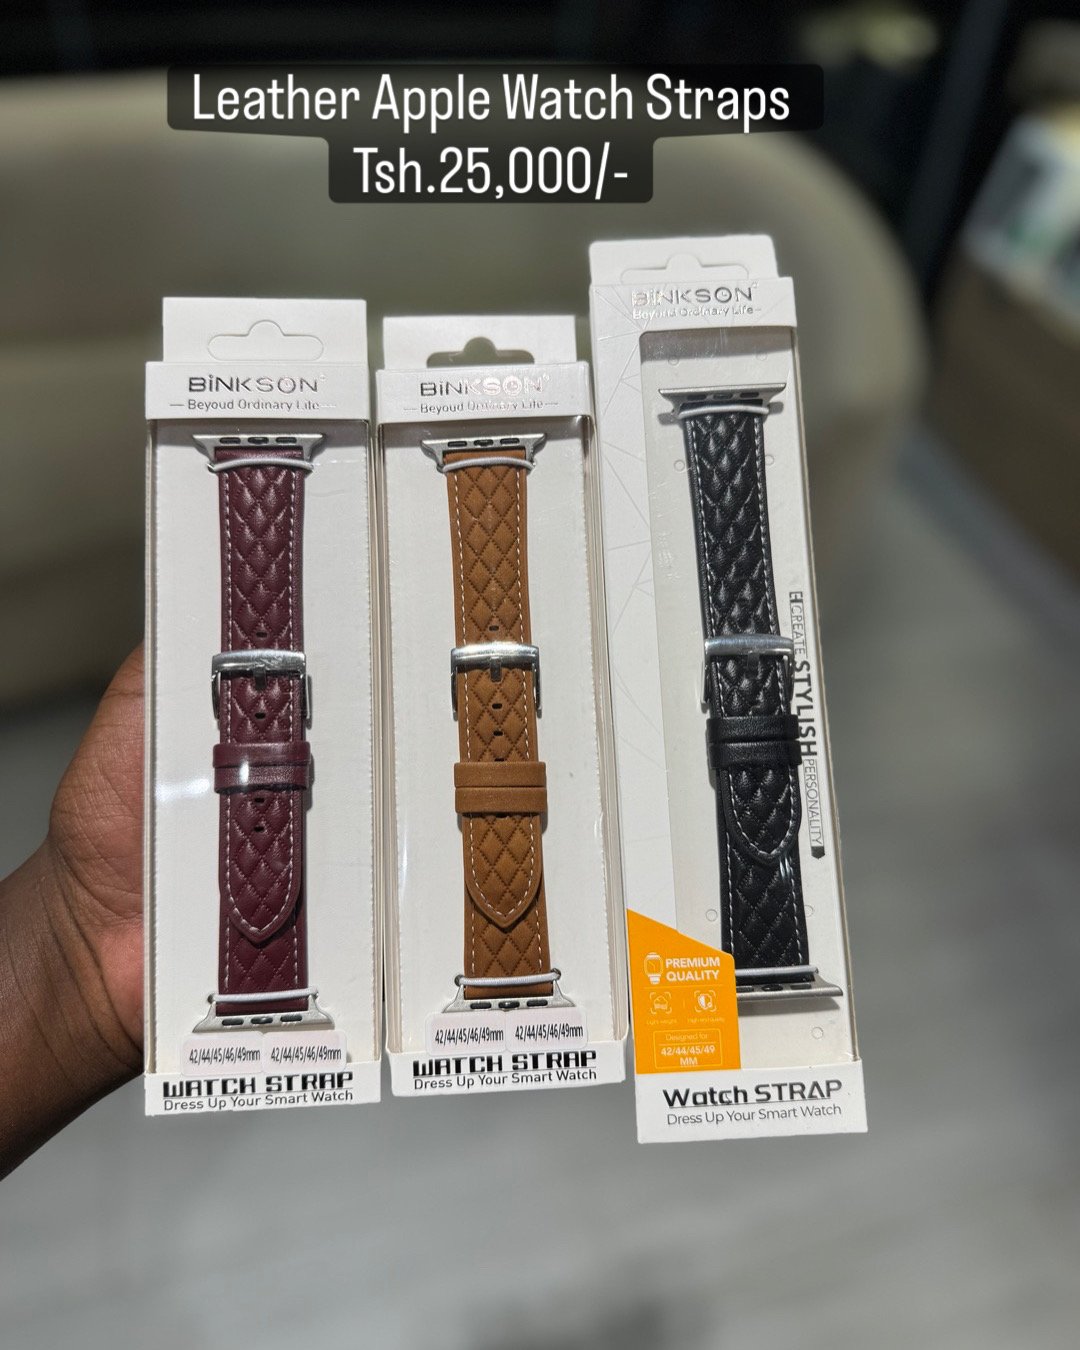 Leather Apple Watch Straps
Tsh.25,000/-
BiNKSON
Beyoud Ordinary Life
42/44/45/46/49mm 42/44/45/46/49mm
WATCH STRAP
Dress Up Your Smart Watch
BiNKSON
Beyoud Ordinary Life
42/44/45/46/49mm 42/44/45/46/49mm
WATCH STRAP
Dress Up Your Smart Watch
BiNKSON
Beyoud Ordinary Life
CREATE STYLISH PERSONALITY
PREMIUM
QUALITY
Designed for
42/44/45/49
MM
Watch STRAP
Dress Up Your Smart Watch